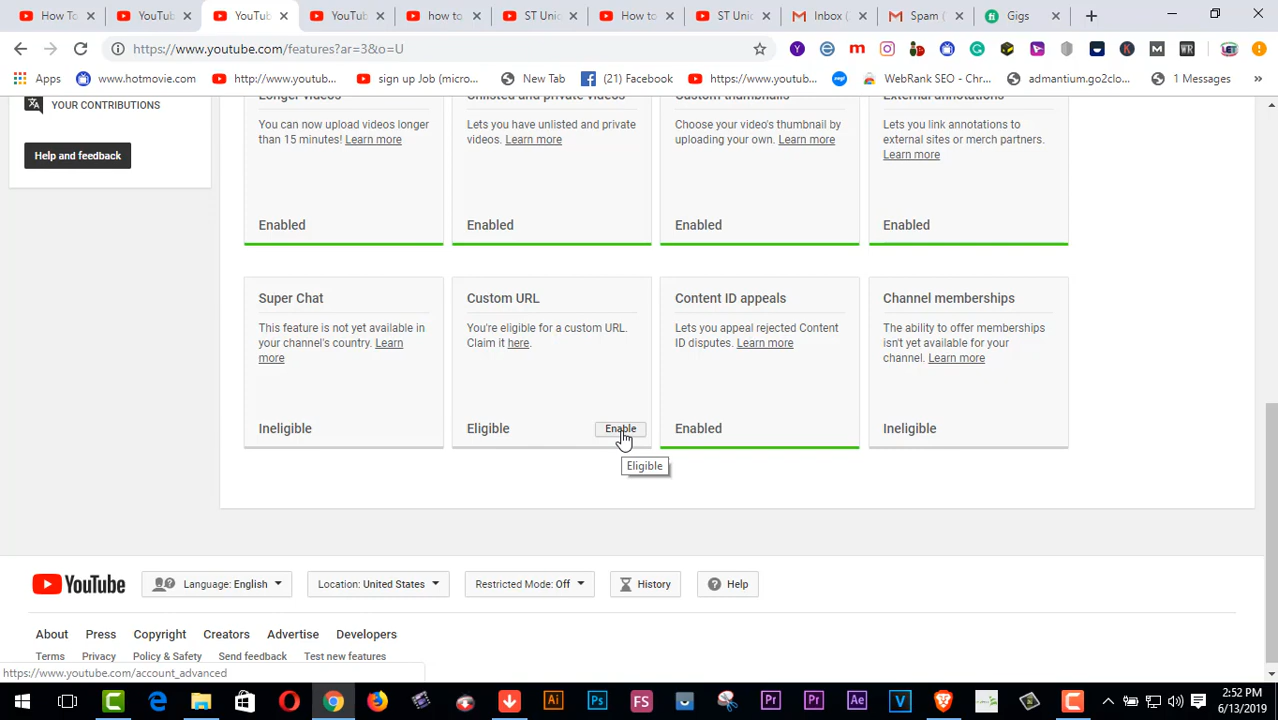 How To
YouTub
YouTub
YouTub
how to
ST Unic
How to
ST Unic
Inbox (
Spam (
Gigs
https://www.youtube.com/features?ar=3&o=U
Apps
www.hotmovie.com
http://www.youtub...
sign up Job (micro...
New Tab
(21) Facebook
https://www.youtub...
WebRank SEO - Chr...
admantium.go2clo...
1 Messages
»
YOUR CONTRIBUTIONS
Help and feedback
Longer videos
You can now upload videos longer
than 15 minutes! Learn more
Enabled
Unlisted and private videos
Lets you have unlisted and private
videos. Learn more
Enabled
Custom thumbnails
Choose your video's thumbnail by
uploading your own. Learn more
Enabled
External annotations
Lets you link annotations to
external sites or merch partners.
Learn more
Enabled
Super Chat
This feature is not yet available in
your channel's country. Learn
more
Ineligible
Custom URL
You're eligible for a custom URL.
Claim it here.
Eligible
Enable
Eligible
Content ID appeals
Lets you appeal rejected Content
ID disputes. Learn more
Enabled
Channel memberships
The ability to offer memberships
isn't yet available for your
channel. Learn more
Ineligible
YouTube
Language: English
Location: United States
Restricted Mode: Off
History
Help
About
Press
Copyright
Creators
Advertise
Developers
Terms
Privacy
Policy & Safety
Send feedback
Test new features
https://www.youtube.com/account_advanced
2:52 PM
6/13/2019